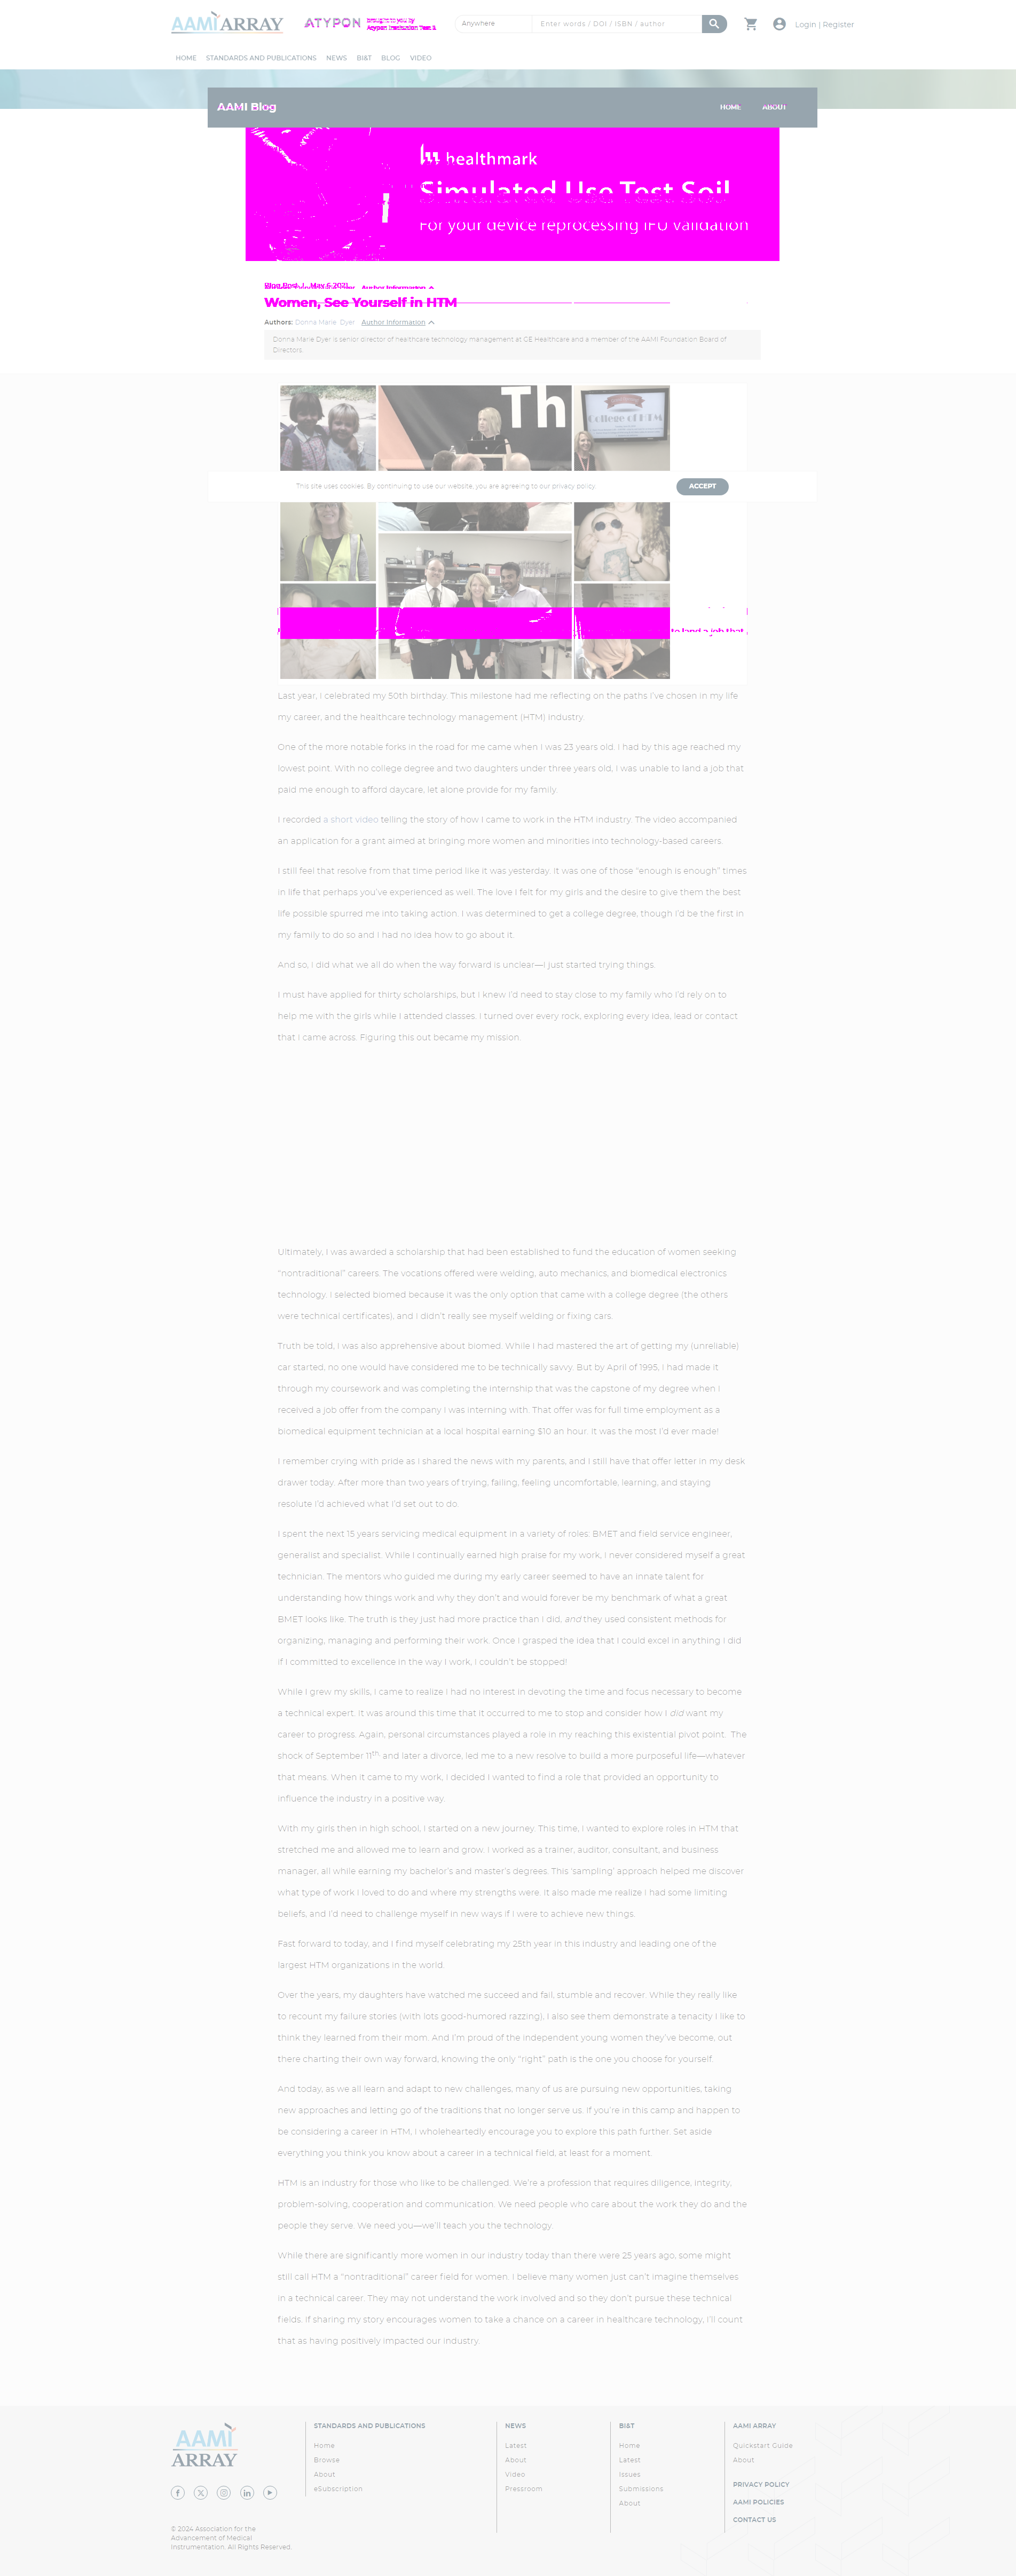 AAMI ARRAY
ATYPON
Anywhere
Enter words / DOI / ISBN / author
Login | Register
HOME STANDARDS AND PUBLICATIONS NEWS BI&T BLOG VIDEO
AAMI Blog
HOME ABOUT
healthmark
Simulated Use Test Soil
For your device reprocessing IFU validation
Women, See Yourself in HTM
Authors: Donna Marie Dyer Author Information
Donna Marie Dyer is senior director of healthcare technology management at GE Healthcare and a member of the AAMI Foundation Board of
Directors.
Th
College of HTM
This site uses cookies. By continuing to use our website, you are agreeing to our privacy policy.
ACCEPT
to land a job that
Last year, I celebrated my 50th birthday. This milestone had me reflecting on the paths I've chosen in my life
my career, and the healthcare technology management (HTM) industry.
One of the more notable forks in the road for me came when I was 23 years old. I had by this age reached my
lowest point. With no college degree and two daughters under three years old, I was unable to land a job that
paid me enough to afford daycare, let alone provide for my family.
I recorded a short video telling the story of how I came to work in the HTM industry. The video accompanied
an application for a grant aimed at bringing more women and minorities into technology-based careers.
I still feel that resolve from that time period like it was yesterday. It was one of those "enough is enough" times
in life that perhaps you've experienced as well. The love I felt for my girls and the desire to give them the best
life possible spurred me into taking action. I was determined to get a college degree, though I'd be the first in
my family to do so and I had no idea how to go about it.
And so, I did what we all do when the way forward is unclear—I just started trying things.
I must have applied for thirty scholarships, but I knew I'd need to stay close to my family who I'd rely on to
help me with the girls while I attended classes. I turned over every rock, exploring every idea, lead or contact
that I came across. Figuring this out became my mission.
Ultimately, I was awarded a scholarship that had been established to fund the education of women seeking
"nontraditional" careers. The vocations offered were welding, auto mechanics, and biomedical electronics
technology. I selected biomed because it was the only option that came with a college degree (the others
were technical certificates), and I didn't really see myself welding or fixing cars.
Truth be told, I was also apprehensive about biomed. While I had mastered the art of getting my (unreliable)
car started, no one would have considered me to be technically savvy. But by April of 1995, I had made it
through my coursework and was completing the internship that was the capstone of my degree when I
received a job offer from the company I was interning with. That offer was for full time employment as a
biomedical equipment technician at a local hospital earning $10 an hour. It was the most I'd ever made!
I remember crying with pride as I shared the news with my parents, and I still have that offer letter in my desk
drawer today. After more than two years of trying, failing, feeling uncomfortable, learning, and staying
resolute I'd achieved what I'd set out to do.
I spent the next 15 years servicing medical equipment in a variety of roles: BMET and field service engineer,
generalist and specialist. While I continually earned high praise for my work, I never considered myself a great
technician. The mentors who guided me during my early career seemed to have an innate talent for
understanding how things work and why they don't and would forever be my benchmark of what a great
BMET looks like. The truth is they just had more practice than I did, and they used consistent methods for
organizing, managing and performing their work. Once I grasped the idea that I could excel in anything I did
if I committed to excellence in the way I work, I couldn't be stopped!
While I grew my skills, I came to realize I had no interest in devoting the time and focus necessary to become
a technical expert. It was around this time that it occurred to me to stop and consider how I did want my
career to progress. Again, personal circumstances played a role in my reaching this existential pivot point. The
shock of September 11th, and later a divorce, led me to a new resolve to build a more purposeful life—whatever
that means. When it came to my work, I decided I wanted to find a role that provided an opportunity to
influence the industry in a positive way.
With my girls then in high school, I started on a new journey. This time, I wanted to explore roles in HTM that
stretched me and allowed me to learn and grow. I worked as a trainer, auditor, consultant, and business
manager, all while earning my bachelor's and master's degrees. This 'sampling' approach helped me discover
what type of work I loved to do and where my strengths were. It also made me realize I had some limiting
beliefs, and I'd need to challenge myself in new ways if I were to achieve new things.
Fast forward to today, and I find myself celebrating my 25th year in this industry and leading one of the
largest HTM organizations in the world.
Over the years, my daughters have watched me succeed and fail, stumble and recover. While they really like
to recount my failure stories (with lots good-humored razzing), I also see them demonstrate a tenacity I like to
think they learned from their mom. And I'm proud of the independent young women they've become, out
there charting their own way forward, knowing the only "right" path is the one you choose for yourself.
And today, as we all learn and adapt to new challenges, many of us are pursuing new opportunities, taking
new approaches and letting go of the traditions that no longer serve us. If you're in this camp and happen to
be considering a career in HTM, I wholeheartedly encourage you to explore this path further. Set aside
everything you think you know about a career in a technical field, at least for a moment.
HTM is an industry for those who like to be challenged. We're a profession that requires diligence, integrity,
problem-solving, cooperation and communication. We need people who care about the work they do and the
people they serve. We need you—we'll teach you the technology.
While there are significantly more women in our industry today than there were 25 years ago, some might
still call HTM a "nontraditional" career field for women. I believe many women just can't imagine themselves
in a technical career. They may not understand the work involved and so they don't pursue these technical
fields. If sharing my story encourages women to take a chance on a career in healthcare technology, I'll count
that as having positively impacted our industry.
AAMI
ARRAY
© 2024 Association for the
Advancement of Medical
Instrumentation. All Rights Reserved.
STANDARDS AND PUBLICATIONS
Home
Browse
About
eSubscription
NEWS
Latest
About
Video
Pressroom
BI&T
Home
Latest
Issues
Submissions
About
AAMI ARRAY
Quickstart Guide
About
PRIVACY POLICY
AAMI POLICIES
CONTACT US